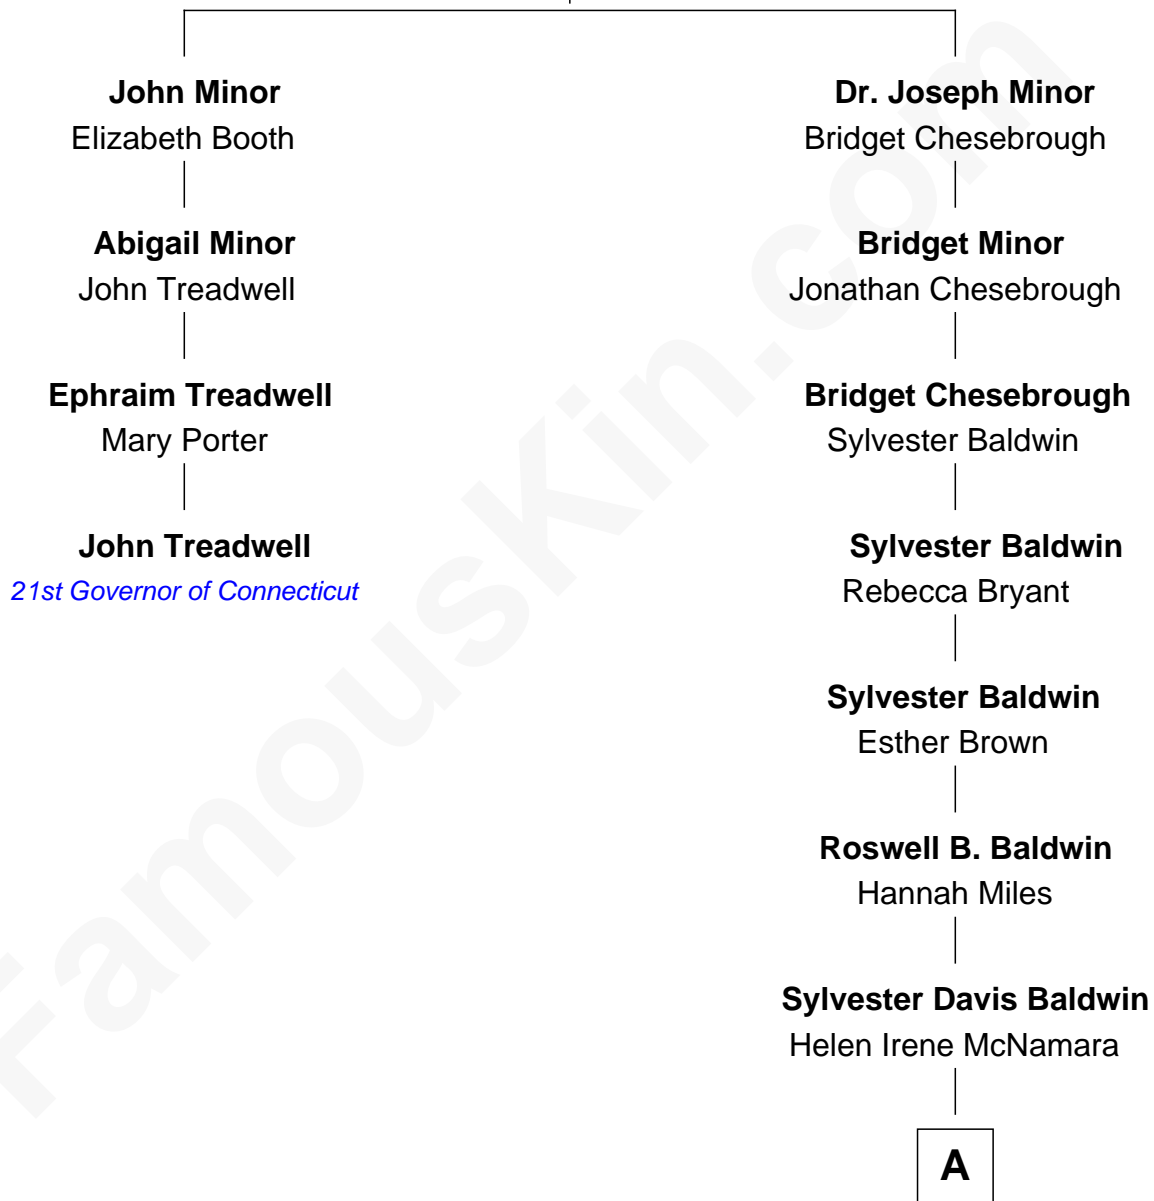 John Minor
Elizabeth Booth
Abigail Minor
John Treadwell
Ephraim Treadwell
Mary Porter
John Treadwell
21st Governor of Connecticut
Dr. Joseph Minor
Bridget Chesebrough
Bridget Minor
Jonathan Chesebrough
Bridget Chesebrough
Sylvester Baldwin
Sylvester Baldwin
Rebecca Bryant
Sylvester Baldwin
Esther Brown
Roswell B. Baldwin
Hannah Miles
Sylvester Davis Baldwin
Helen Irene McNamara
A
FamousKin.com